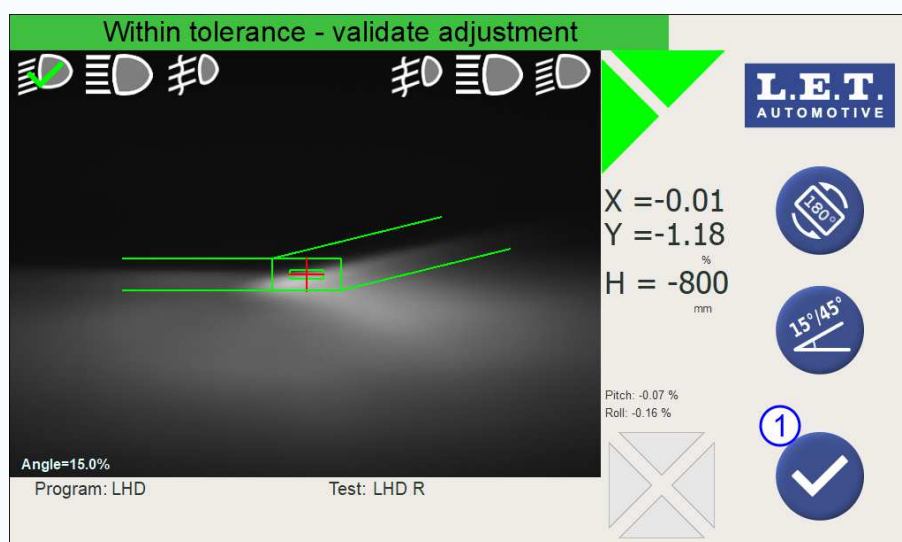 Within tolerance - validate adjustment
L.E.T.
AUTOMOTIVE
180°
X =-0.01
Y =-1.18
%
H = -800
mm
15°/45°
Pitch: -0.07 %
Roll: -0.16 %
1
Angle=15.0%
Program: LHD
Test: LHD R